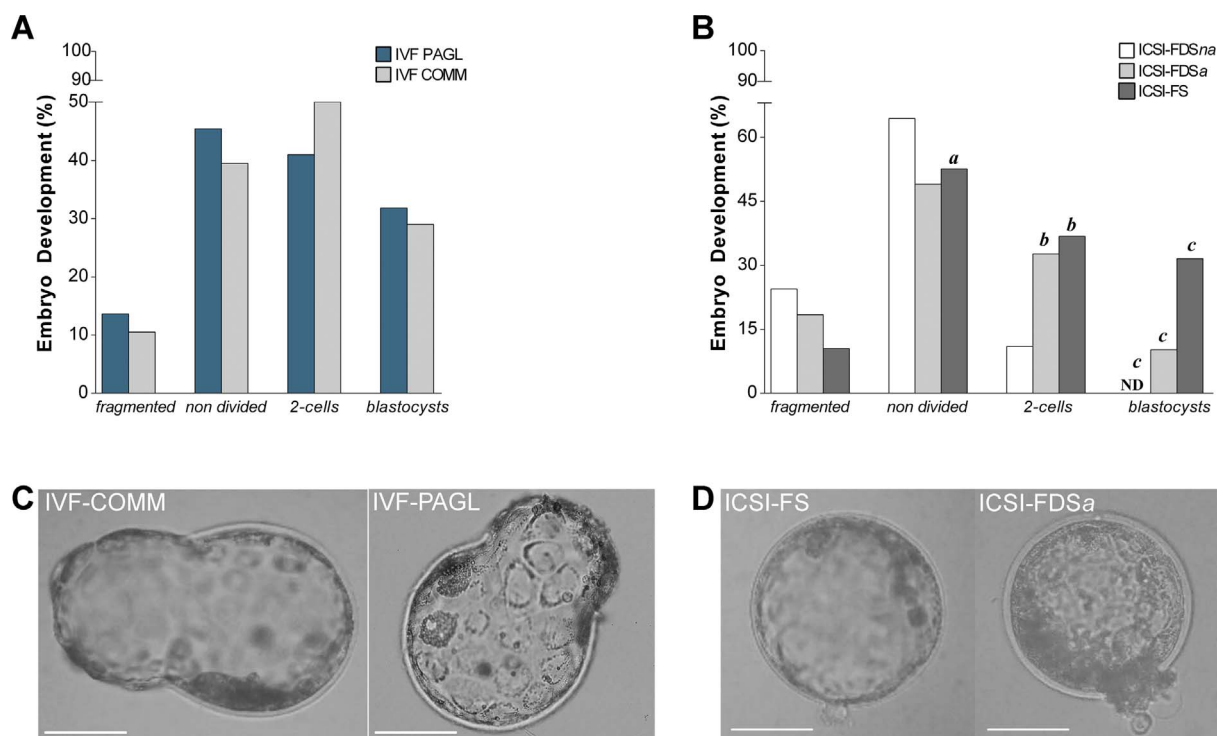 A
100
90
50
40
30
20
10
0
Embryo Development (%)
IVF PAGL
IVF COMM
fragmented
non divided
2-cells
blastocysts
B
100
90
60
45
30
15
0
Embryo Development (%)
ICSI-FDSna
ICSI-FDSa
ICSI-FS
a
b
b
c
c
c
ND
fragmented
non divided
2-cells
blastocysts
C
IVF-COMM
IVF-PAGL
D
ICSI-FS
ICSI-FDSa